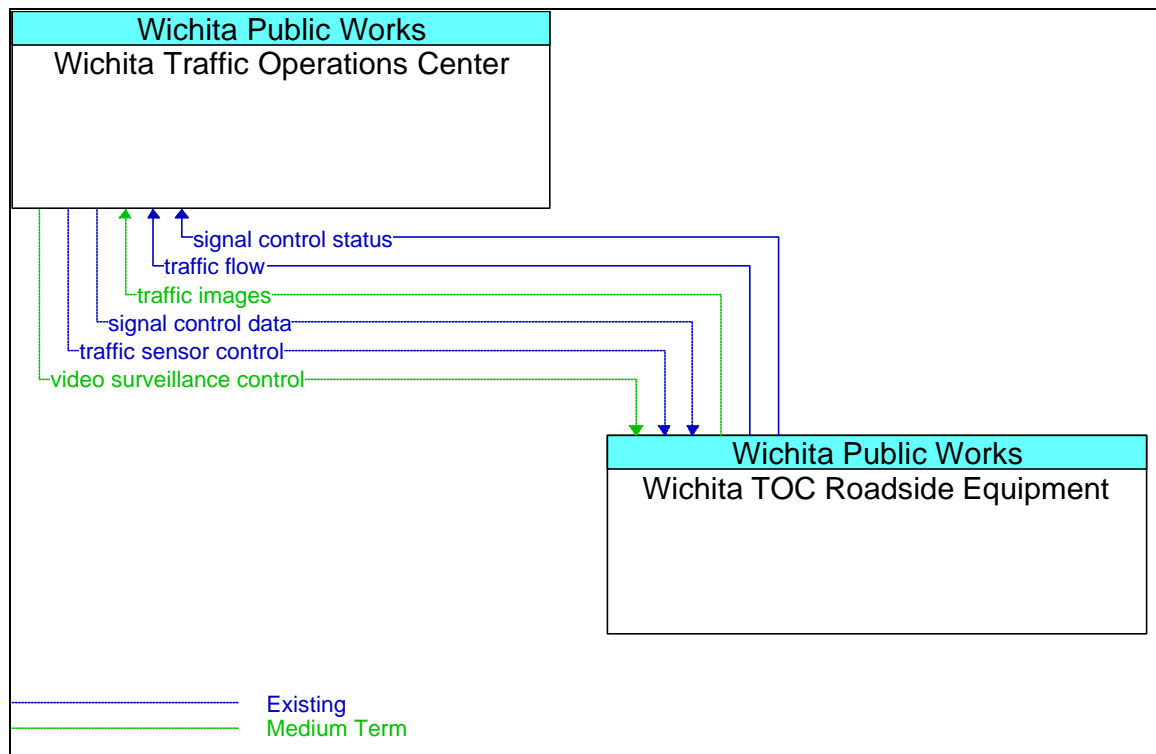 Wichita Public Works
Wichita Traffic Operations Center
signal control status
traffic flow
traffic images
signal control data
traffic sensor control
video surveillance control
Wichita Public Works
Wichita TOC Roadside Equipment
Existing
Medium Term